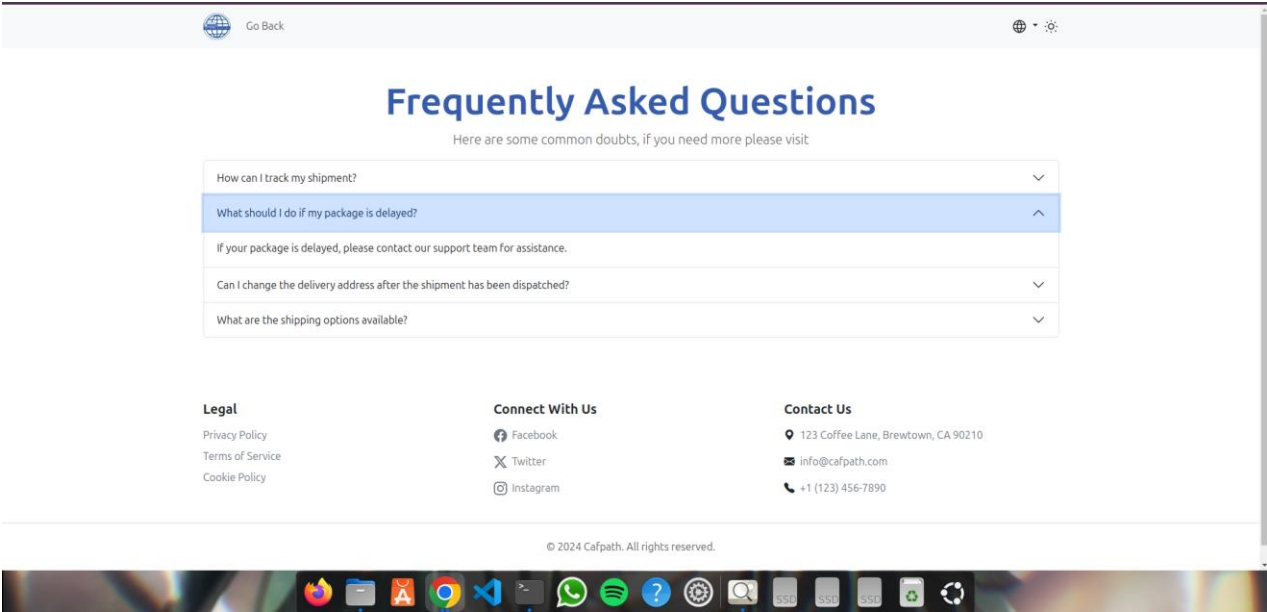 Go Back
Frequently Asked Questions
Here are some common doubts, if you need more please visit
How can I track my shipment?
What should I do if my package is delayed?
If your package is delayed, please contact our support team for assistance.
Can I change the delivery address after the shipment has been dispatched?
What are the shipping options available?
Legal
Privacy Policy
Terms of Service
Cookie Policy
Connect With Us
Facebook
Twitter
Instagram
Contact Us
123 Coffee Lane, Brewtown, CA 90210
info@cafpath.com
+1 (123) 456-7890
© 2024 Cafpath. All rights reserved.
SSD SSD SSD